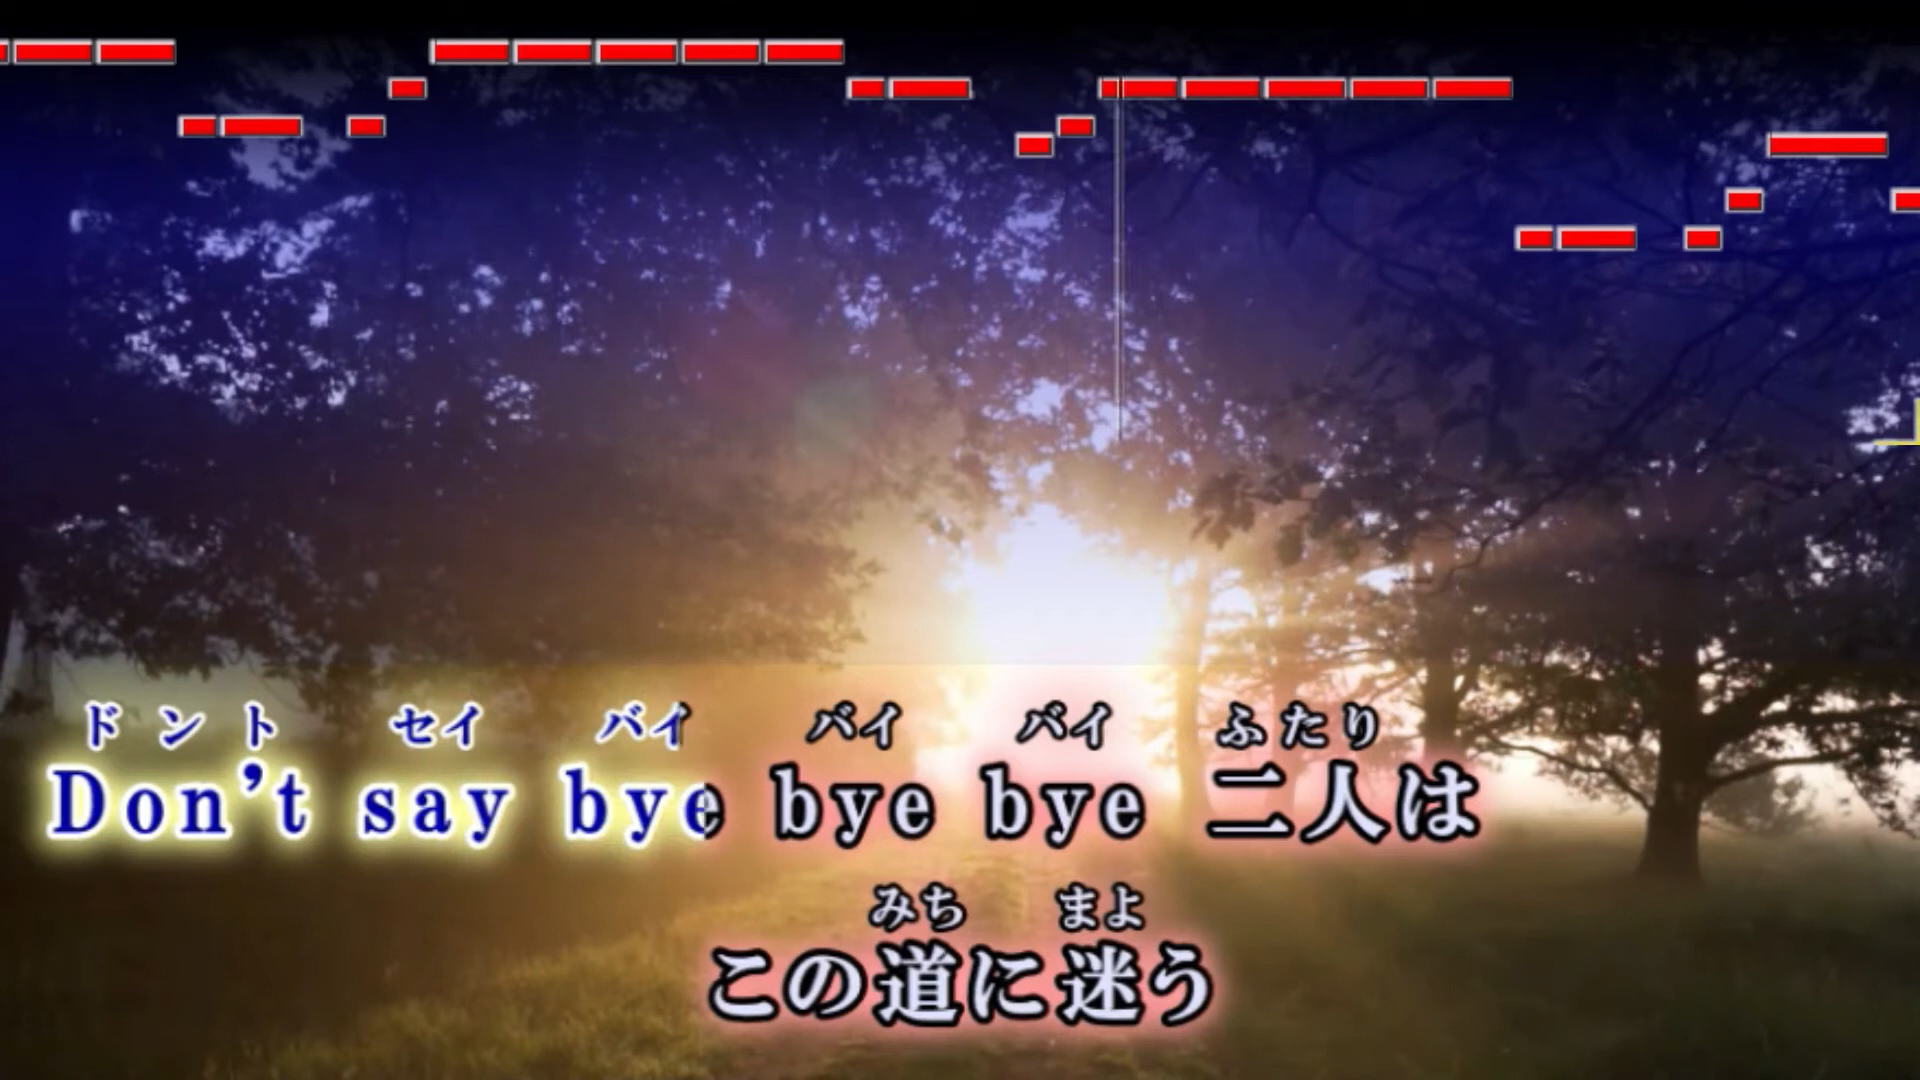 ドント セイ バイ バイ バイ ふたり
Don't say bye bye bye 二人は
みち まよ
この道に迷う